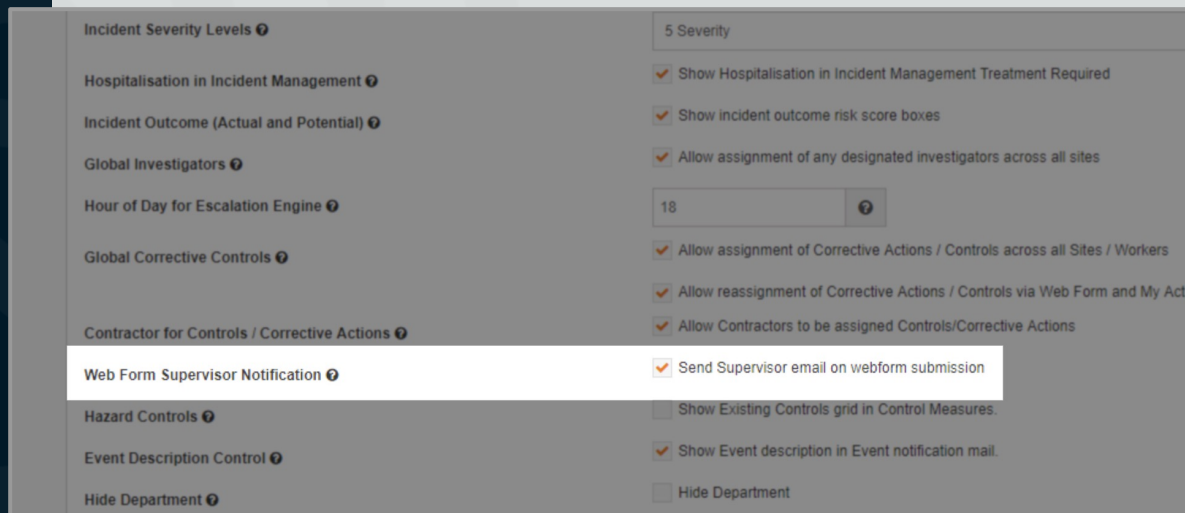 Incident Severity Levels
5 Severity
Hospitalisation in Incident Management
Show Hospitalisation in Incident Management Treatment Required
Incident Outcome (Actual and Potential)
Show incident outcome risk score boxes
Global Investigators
Allow assignment of any designated investigators across all sites
Hour of Day for Escalation Engine
18
Global Corrective Controls
Allow assignment of Corrective Actions / Controls across all Sites / Workers
Allow reassignment of Corrective Actions / Controls via Web Form and My Act
Contractor for Controls / Corrective Actions
Allow Contractors to be assigned Controls/Corrective Actions
Web Form Supervisor Notification
Send Supervisor email on webform submission
Hazard Controls
Show Existing Controls grid in Control Measures.
Event Description Control
Show Event description in Event notification mail.
Hide Department
Hide Department